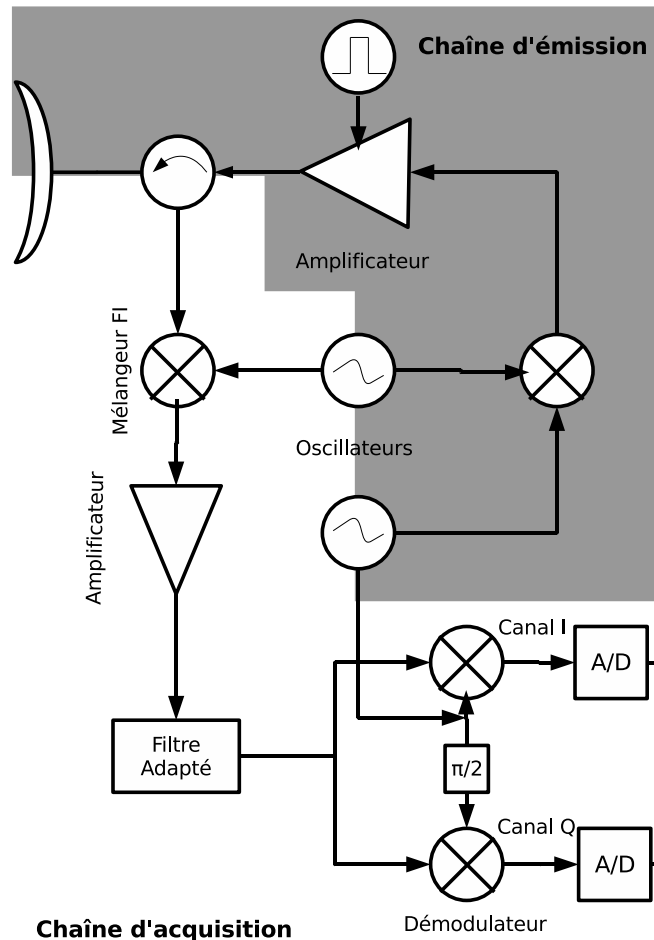 Chaîne d'émission
Amplificateur
Mélangeur FI
Oscillateurs
Amplificateur
Canal I
A/D
Filtre
Adapté
π/2
Canal Q
A/D
Démodulateur
Chaîne d'acquisition